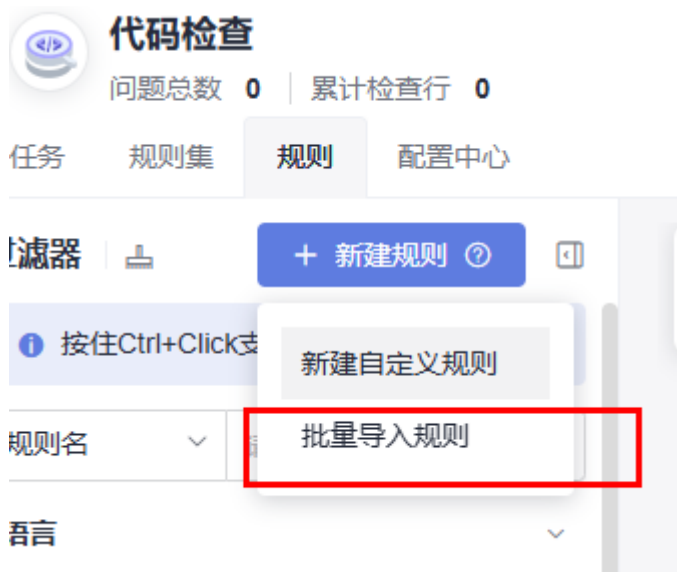 代码检查
问题总数 0 累计检查行 0
任务 规则集 规则 配置中心
过滤器 + 新建规则
按住Ctrl+Click支
新建自定义规则
规则名
批量导入规则
语言